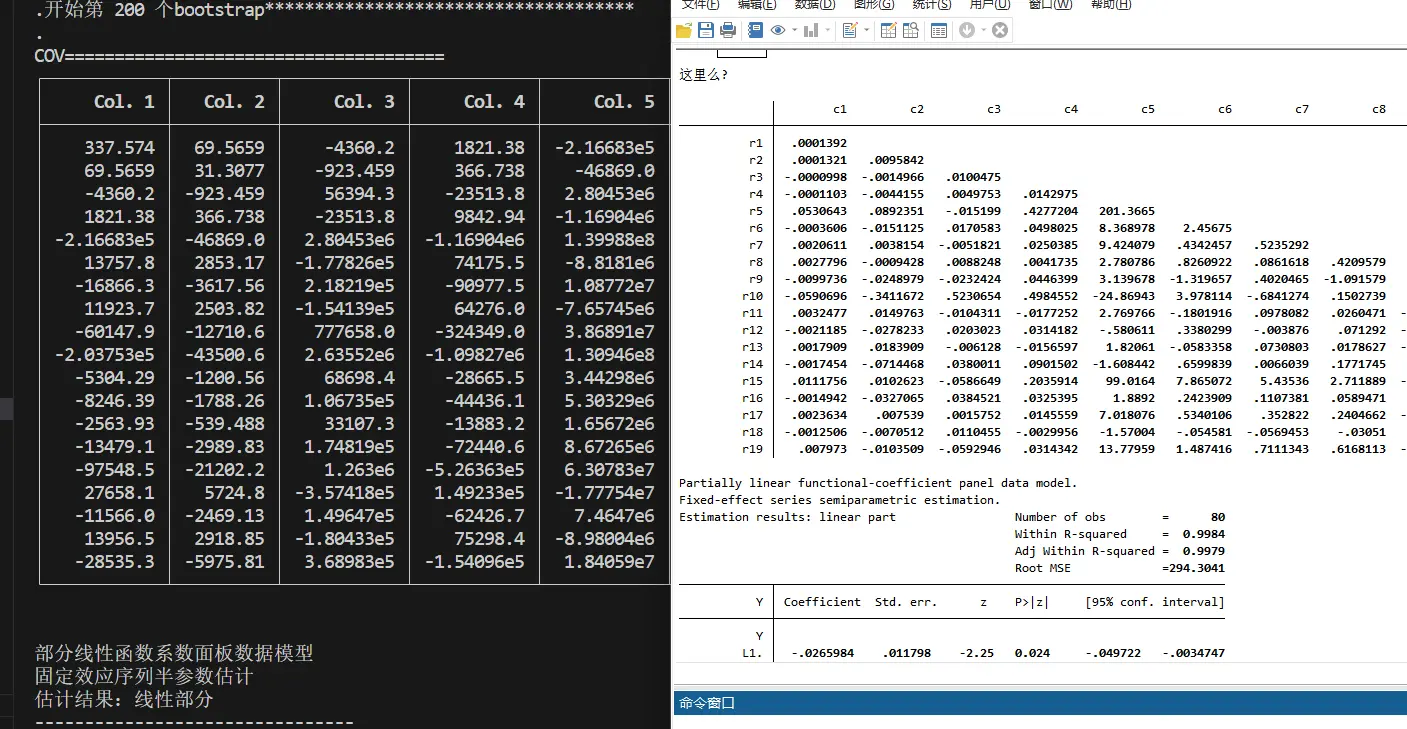 .开始第 200 个bootstrap*************************************
.
COV======================================
Col. 1 Col. 2 Col. 3 Col. 4 Col. 5
337.574 69.5659 -4360.2 1821.38 -2.16683e5
69.5659 31.3077 -923.459 366.738 -46869.0
-4360.2 -923.459 56394.3 -23513.8 2.80453e6
1821.38 366.738 -23513.8 9842.94 -1.16904e6
-2.16683e5 -46869.0 2.80453e6 -1.16904e6 1.39988e8
13757.8 2853.17 -1.77826e5 74175.5 -8.8181e6
-16866.3 -3617.56 2.18219e5 -90977.5 1.08772e7
11923.7 2503.82 -1.54139e5 64276.0 -7.65745e6
-60147.9 -12710.6 777658.0 -324349.0 3.86891e7
-2.03753e5 -43500.6 2.63552e6 -1.09827e6 1.30946e8
-5304.29 -1200.56 68698.4 -28665.5 3.44298e6
-8246.39 -1788.26 1.06735e5 -44436.1 5.30329e6
-2563.93 -539.488 33107.3 -13883.2 1.65672e6
-13479.1 -2989.83 1.74819e5 -72440.6 8.67265e6
-97548.5 -21202.2 1.263e6 -5.26363e5 6.30783e7
27658.1 5724.8 -3.57418e5 1.49233e5 -1.77754e7
-11566.0 -2469.13 1.49647e5 -62426.7 7.4647e6
13956.5 2918.85 -1.80433e5 75298.4 -8.98004e6
-28535.3 -5975.81 3.68983e5 -1.54096e5 1.84059e7
部分线性函数系数面板数据模型
固定效应序列半参数估计
估计结果: 线性部分
--------------------------------
文件(F) 编辑(E) 数据(D) 图形(G) 统计(S) 用户(U) 窗口(W) 帮助(H)
这里么?
c1 c2 c3 c4 c5 c6 c7 c8
r1 .0001392
r2 .0001321 .0095842
r3 -.0000998 -.0014966 .0100475
r4 -.0001103 -.0044155 .0049753 .0142975
r5 .0530643 .0892351 -.015199 .4277204 201.3665
r6 -.0003606 -.0151125 .0170583 .0498025 8.368978 2.45675
r7 .0020611 .0038154 -.0051821 .0250385 9.424079 .4342457 .5235292
r8 .0027796 -.0009428 .0088248 .0041735 2.780786 .8260922 .0861618 .4209579
r9 -.0099736 -.0248979 -.0232424 .0446399 3.139678 -1.319657 .4020465 -1.091579
r10 -.0590696 -.3411672 .5230654 .4984552 -24.86943 3.978114 -.6841274 .1502739
r11 .0032477 .0149763 -.0104311 -.0177252 2.769766 -.1801916 .0978082 .0260471 -
r12 -.0021185 -.0278233 .0203023 .0314182 -.580611 .3380299 -.003876 .071292 -
r13 .0017909 .0183909 -.006128 -.0156597 1.82061 -.0583358 .0730803 .0178627 -
r14 -.0017454 -.0714468 .0380011 .0901502 -1.608442 .6599839 .0066039 .1771745
r15 .0111756 .0102623 -.0586649 .2035914 99.0164 7.865072 5.43536 2.711889 -
r16 -.0014942 -.0327065 .0384521 .0325395 1.8892 .2423909 .1107381 .0589471
r17 .0023634 .007539 .0015752 .0145559 7.018076 .5340106 .352822 .2404662 -
r18 -.0012506 -.0070512 .0110455 -.0029956 -1.57004 -.054581 -.0569453 -.03051
r19 .007973 -.0103509 -.0592946 .0314342 13.77959 1.487416 .7111343 .6168113 -
Partially linear functional-coefficient panel data model.
Fixed-effect series semiparametric estimation.
Estimation results: linear part Number of obs = 80
Within R-squared = 0.9984
Adj Within R-squared = 0.9979
Root MSE =294.3041
Y Coefficient Std. err. z P>|z| [95% conf. interval]
Y
L1. -.0265984 .011798 -2.25 0.024 -.049722 -.0034747
命令窗口